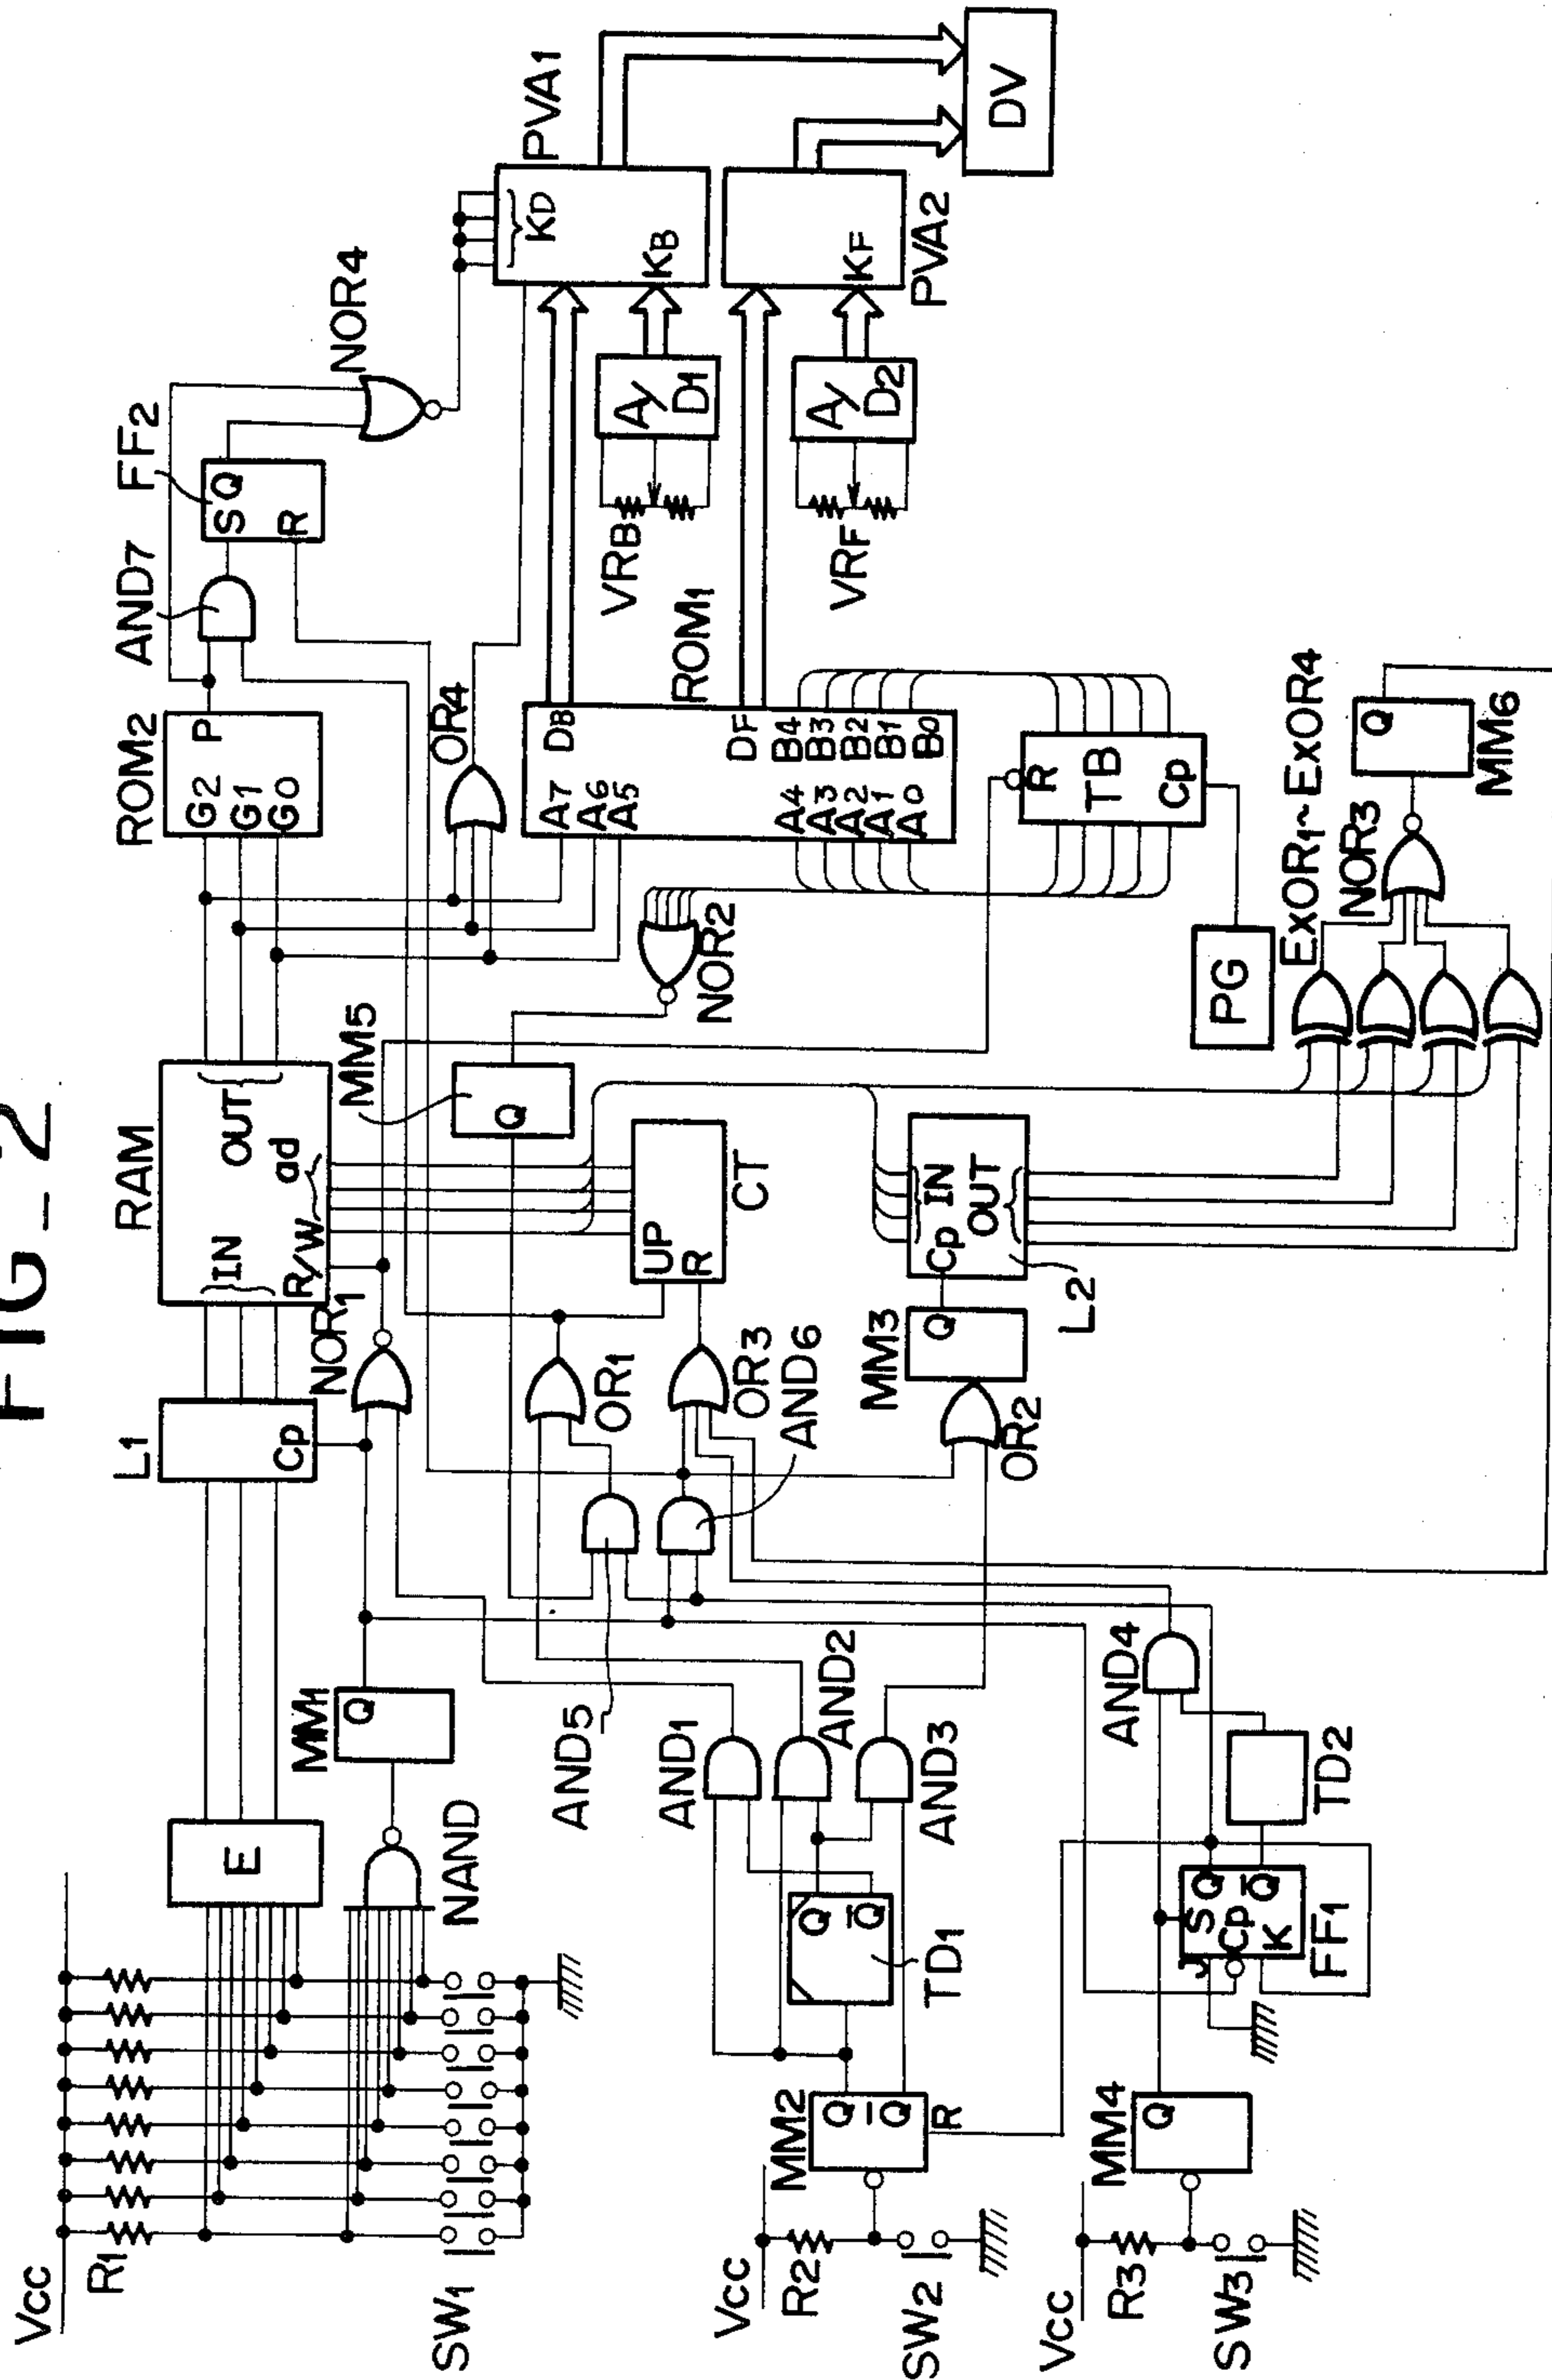 FIG_2
Vcc
R1
SW1
E
NAND
MM1
Q
L1
Cp
NOR1
RAM
IN
OUT
R/W
ad
ROM2
G2
G1
G0
P
AND7
FF2
S
Q
R
NOR4
OR4
MM5
Q
NOR2
ROM1
A7
A6
A5
A4
A3
A2
A1
A0
DB
DF
B4
B3
B2
B1
B0
VRB
A/D1
VRF
A/D2
PVA1
KD
KB
PVA2
KF
DV
R
TB
Cp
PG
UP
R
CT
OR1
OR3
AND6
AND5
AND1
AND2
AND3
Vcc
R2
SW2
MM2
Q
Q̅
R
TD1
Q
Q̅
OR2
MM3
Q
L2
Cp
IN
OUT
ExOR1~ExOR4
NOR3
MM6
Q
Vcc
R3
SW3
MM4
Q
FF1
J
S
Cp
K
Q
Q̅
TD2
AND4